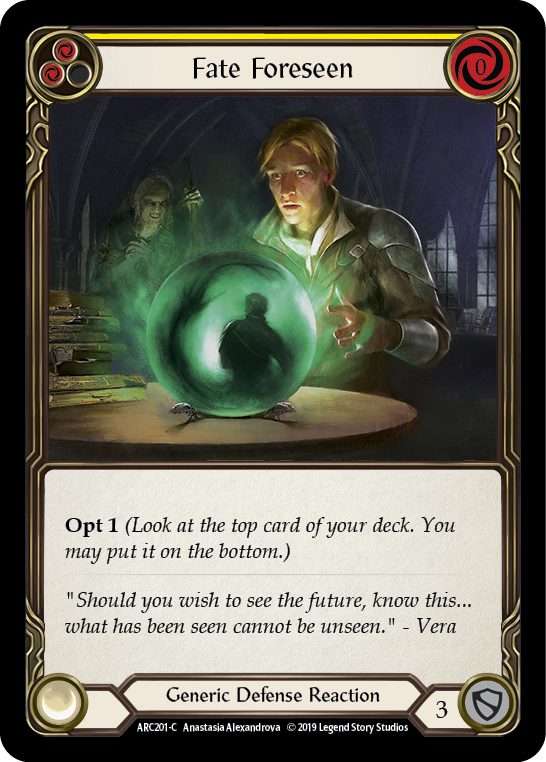 Fate Foreseen
0
Opt 1 (Look at the top card of your deck. You
may put it on the bottom.)
"Should you wish to see the future, know this...
what has been seen cannot be unseen." - Vera
Generic Defense Reaction
3
ARC201-C Anastasia Alexandrova © 2019 Legend Story Studios